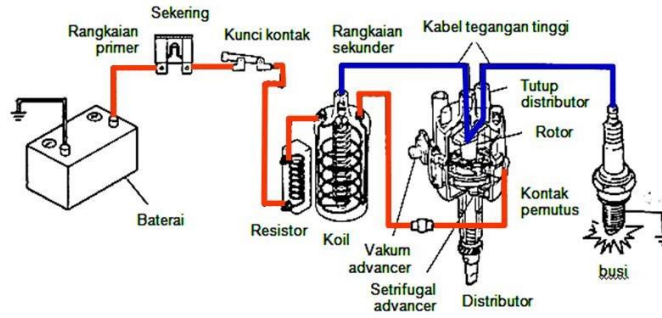 Sekering
Rangkaian
primer
Kunci kontak
Rangkaian
sekunder
Kabel tegangan tinggi
Tutup
distributor
Rotor
Baterai
Resistor
Koil
Vakum
advancer
Setrifugal
advancer
Distributor
Kontak
pemutus
busi